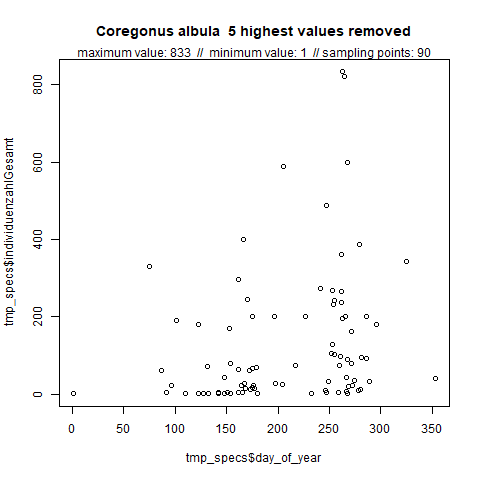 Coregonus albula  5 highest values removed
maximum value: 833  //  minimum value: 1  // sampling points: 90
tmp_specs$individuenzahlGesamt
800
600
400
200
0
0 50 100 150 200 250 300 350
tmp_specs$day_of_year